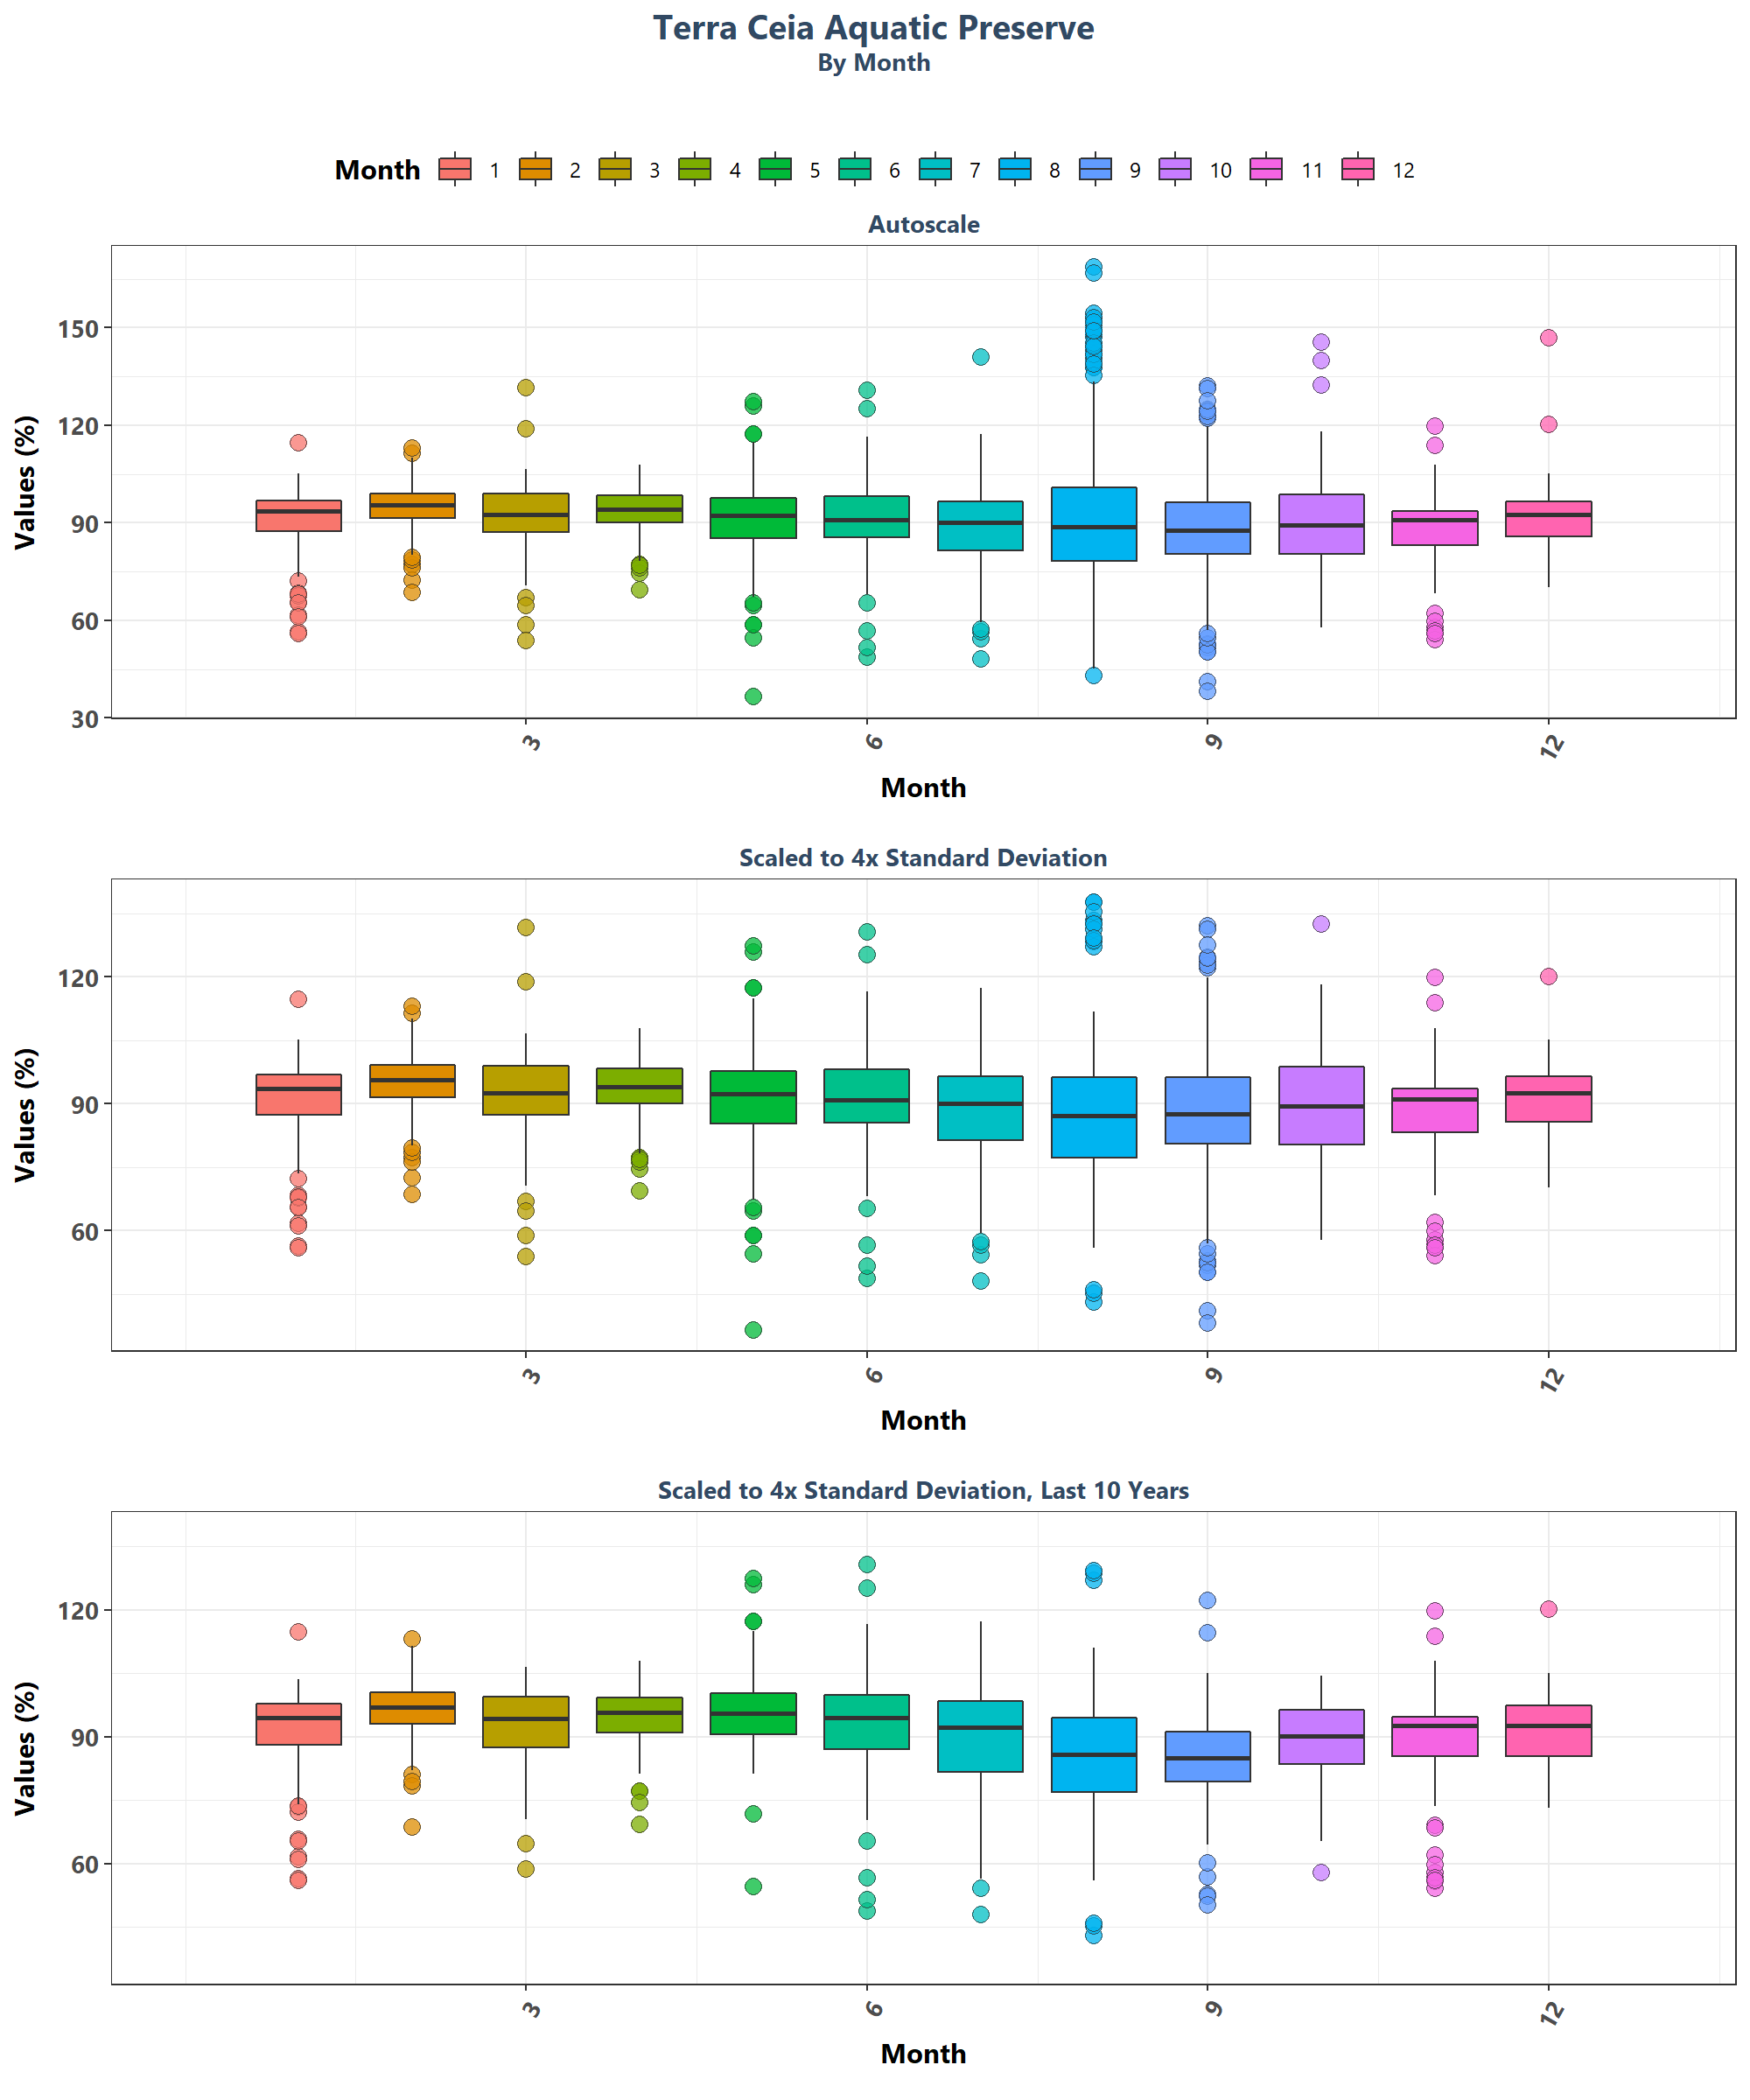 Terra Ceia Aquatic Preserve
By Month
Month 1 2 3 4 5 6 7 8 9 10 11 12
Autoscale
Values (%)
150
120
90
60
30
3 6 9 12
Month
Scaled to 4x Standard Deviation
Values (%)
120
90
60
3 6 9 12
Month
Scaled to 4x Standard Deviation, Last 10 Years
Values (%)
120
90
60
3 6 9 12
Month